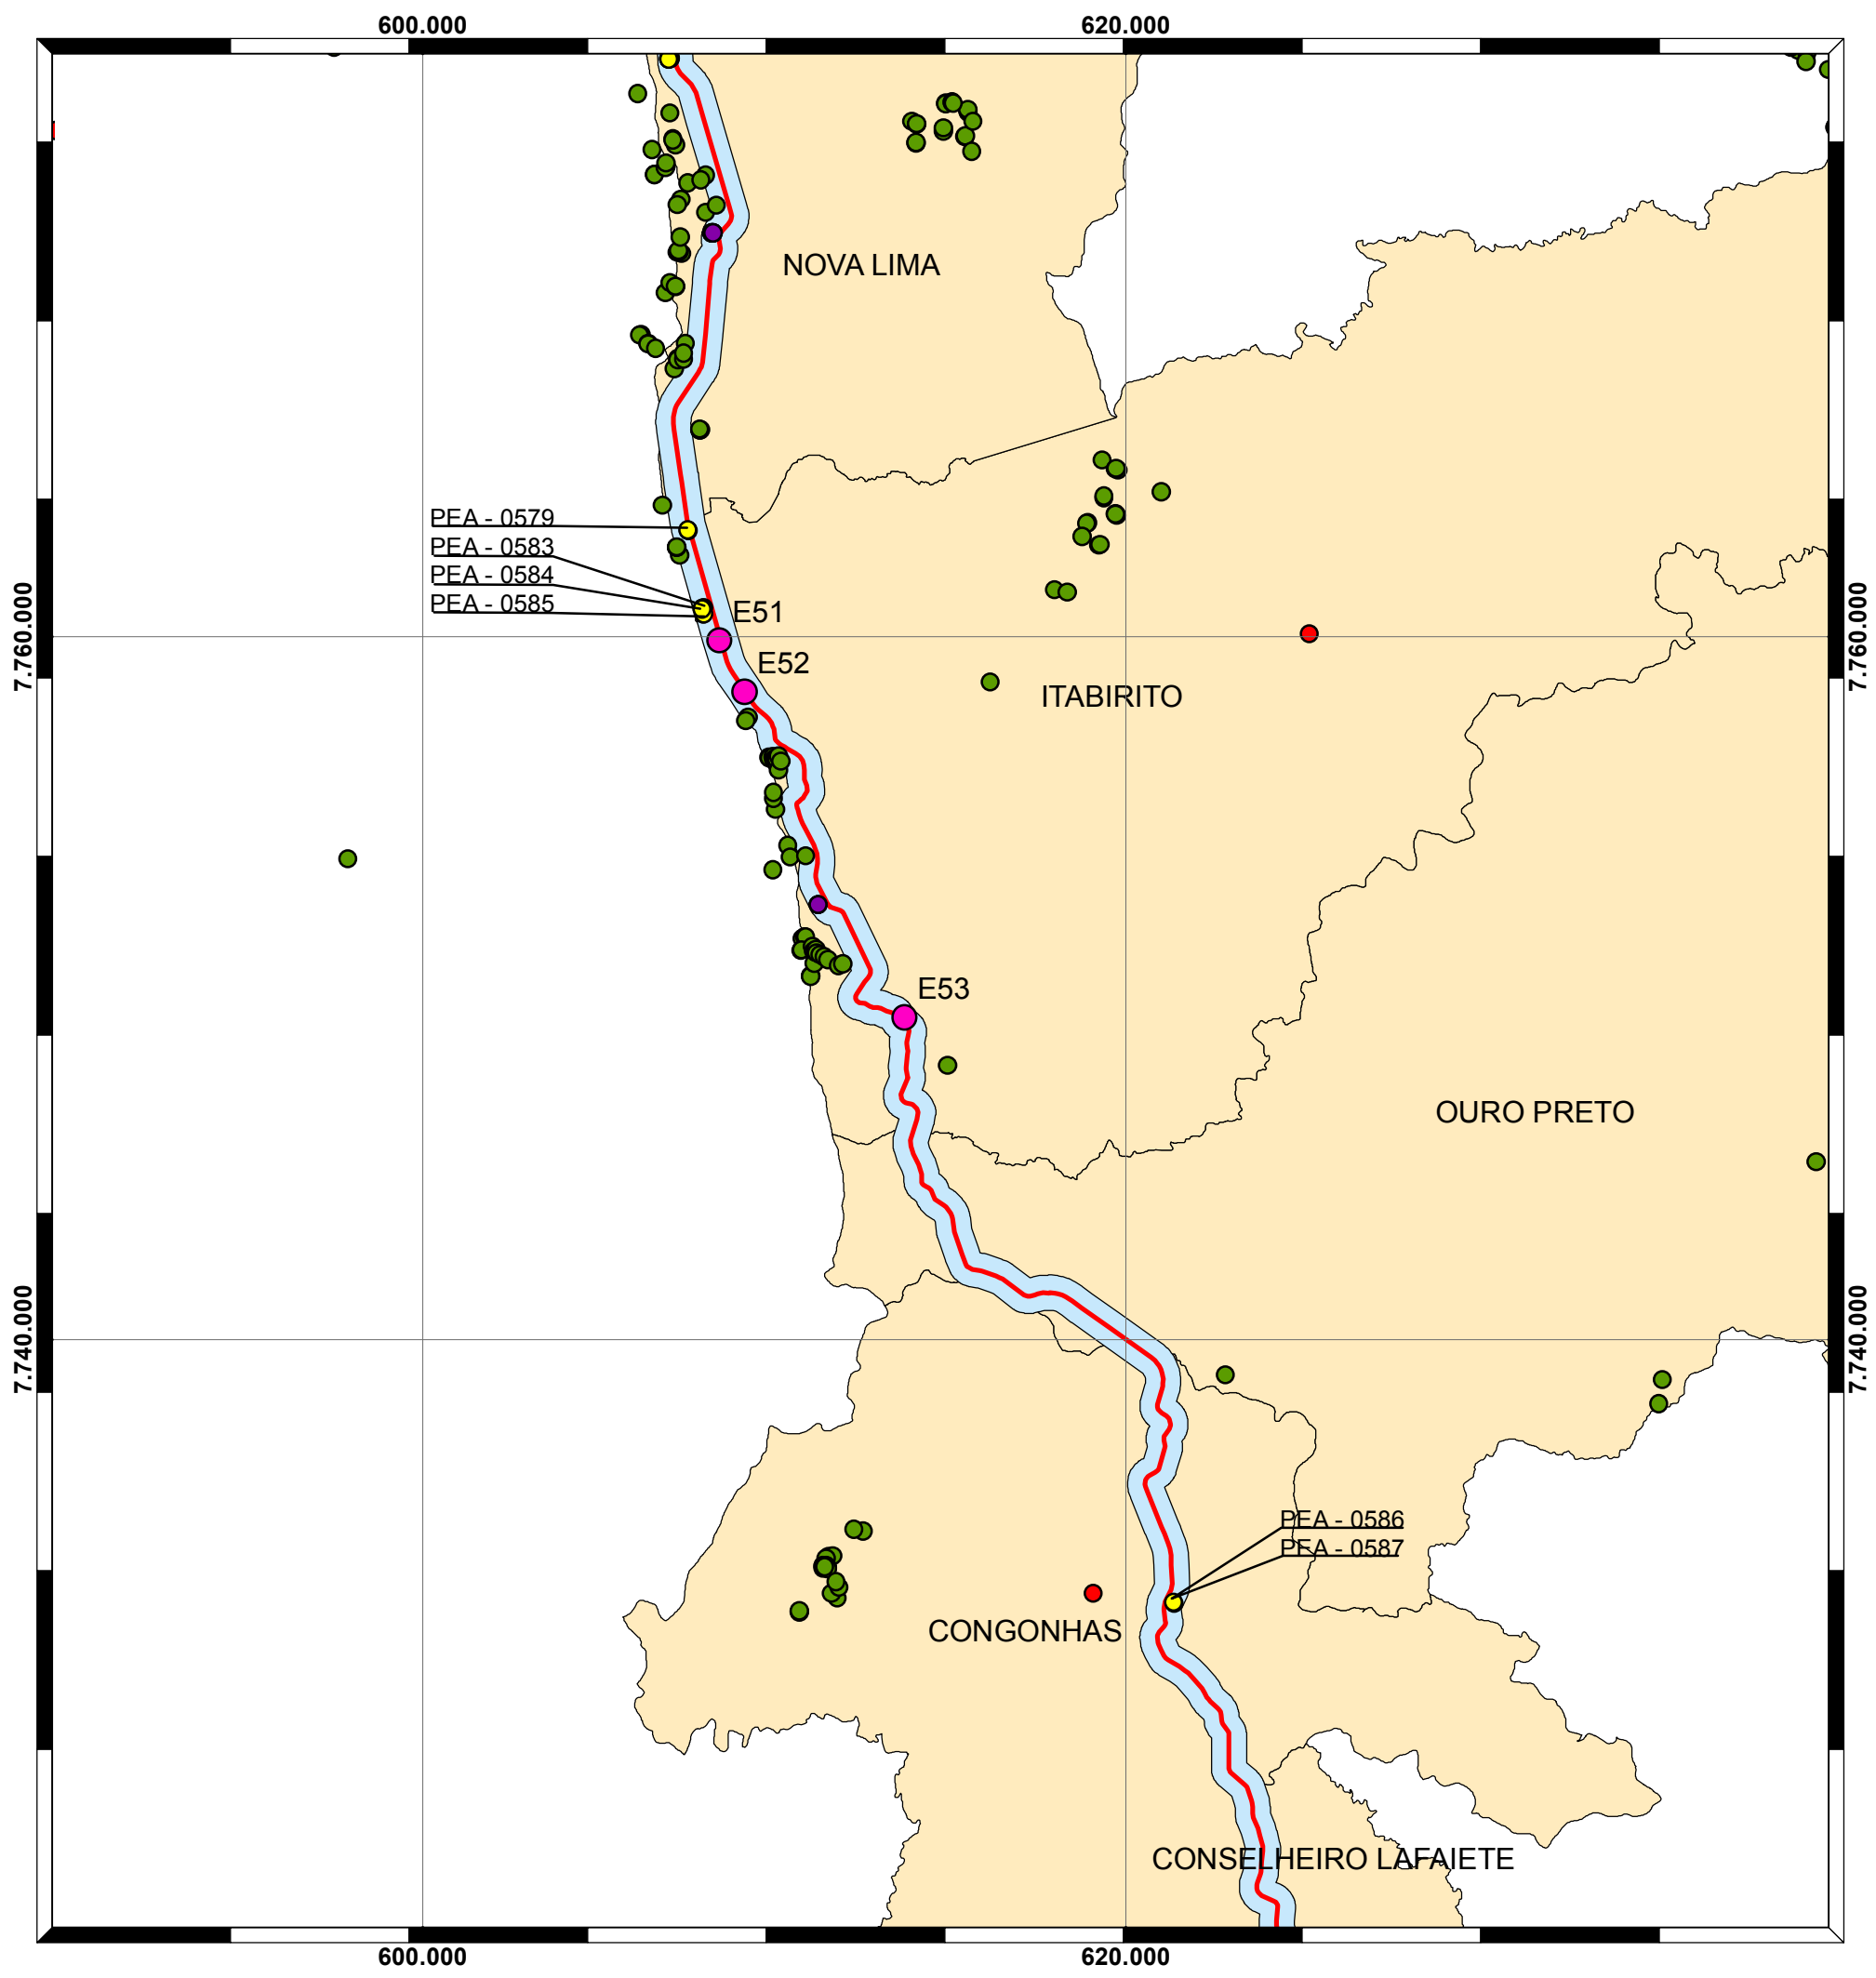 600.000
620.000
NOVA LIMA
PEA - 0579
PEA - 0583
PEA - 0584
PEA - 0585
E51
E52
7.760.000
7.760.000
ITABIRITO
E53
OURO PRETO
7.740.000
7.740.000
PEA - 0586
PEA - 0587
CONGONHAS
CONSELHEIRO LAFAIETE
600.000
620.000